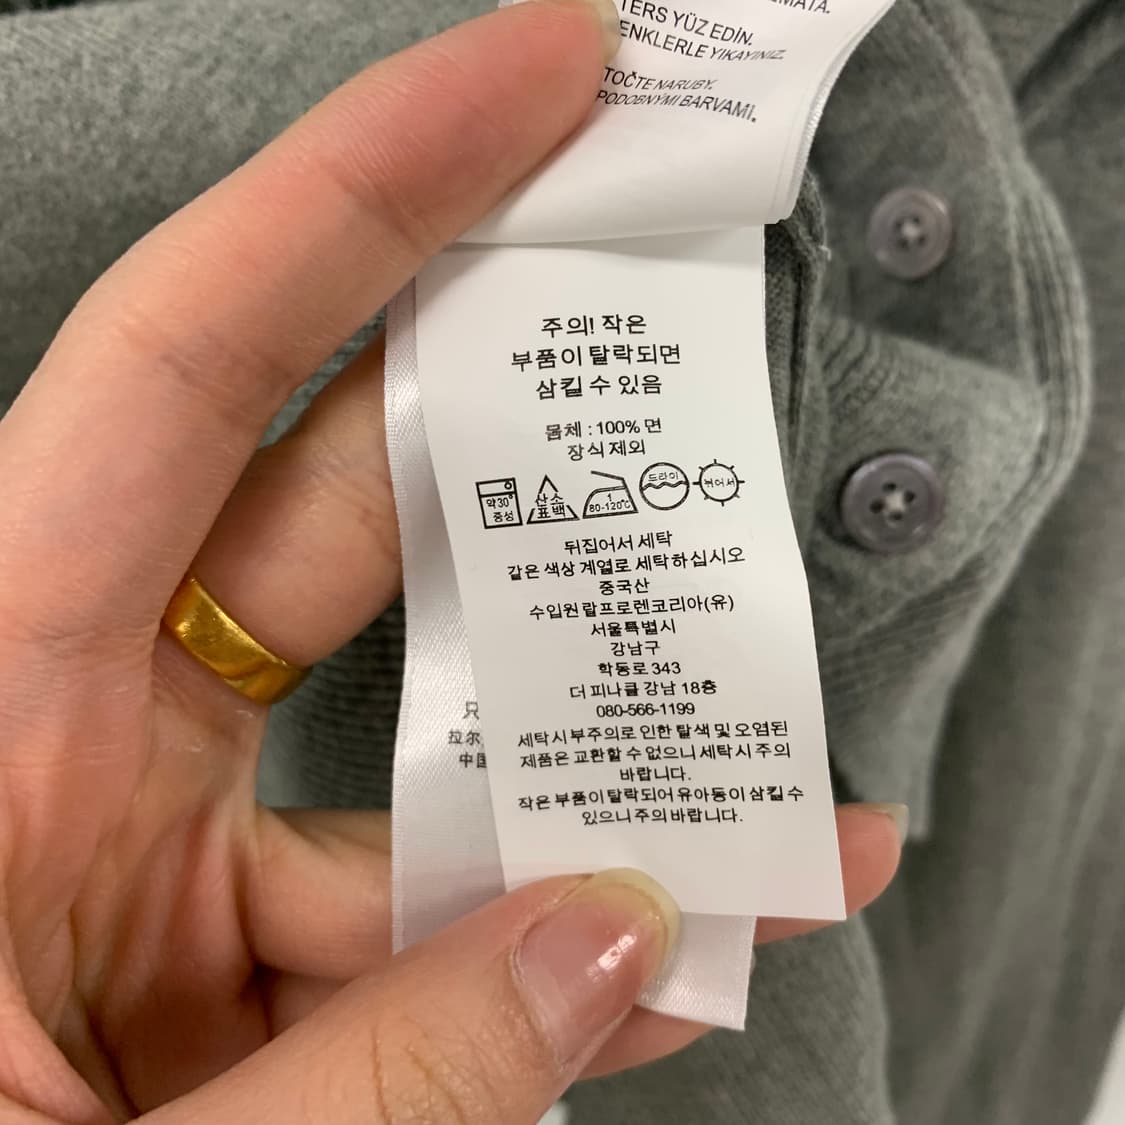 TERS YÜZ EDİN.
YIKAYINIZ.
NARUBY.
PODOBNÝMI BARVAMI.
주의! 작은
부품이 탈락되면
삼킬 수 있음
몸체 : 100% 면
장식 제외
약30°
중성
산소
표백
1
80-120℃
드라이
뉘어서
뒤집어서 세탁
같은 색상 계열로 세탁하십시오
중국산
수입원 랄프로렌코리아(유)
서울특별시
강남구
학동로 343
더 피나클 강남 18층
080-566-1199
세탁시 부주의로 인한 탈색 및 오염된
제품은 교환할 수 없으니 세탁시 주의
바랍니다.
작은 부품이 탈락되어 유아동이 삼킬 수
있으니 주의 바랍니다.
只
拉尔
中国